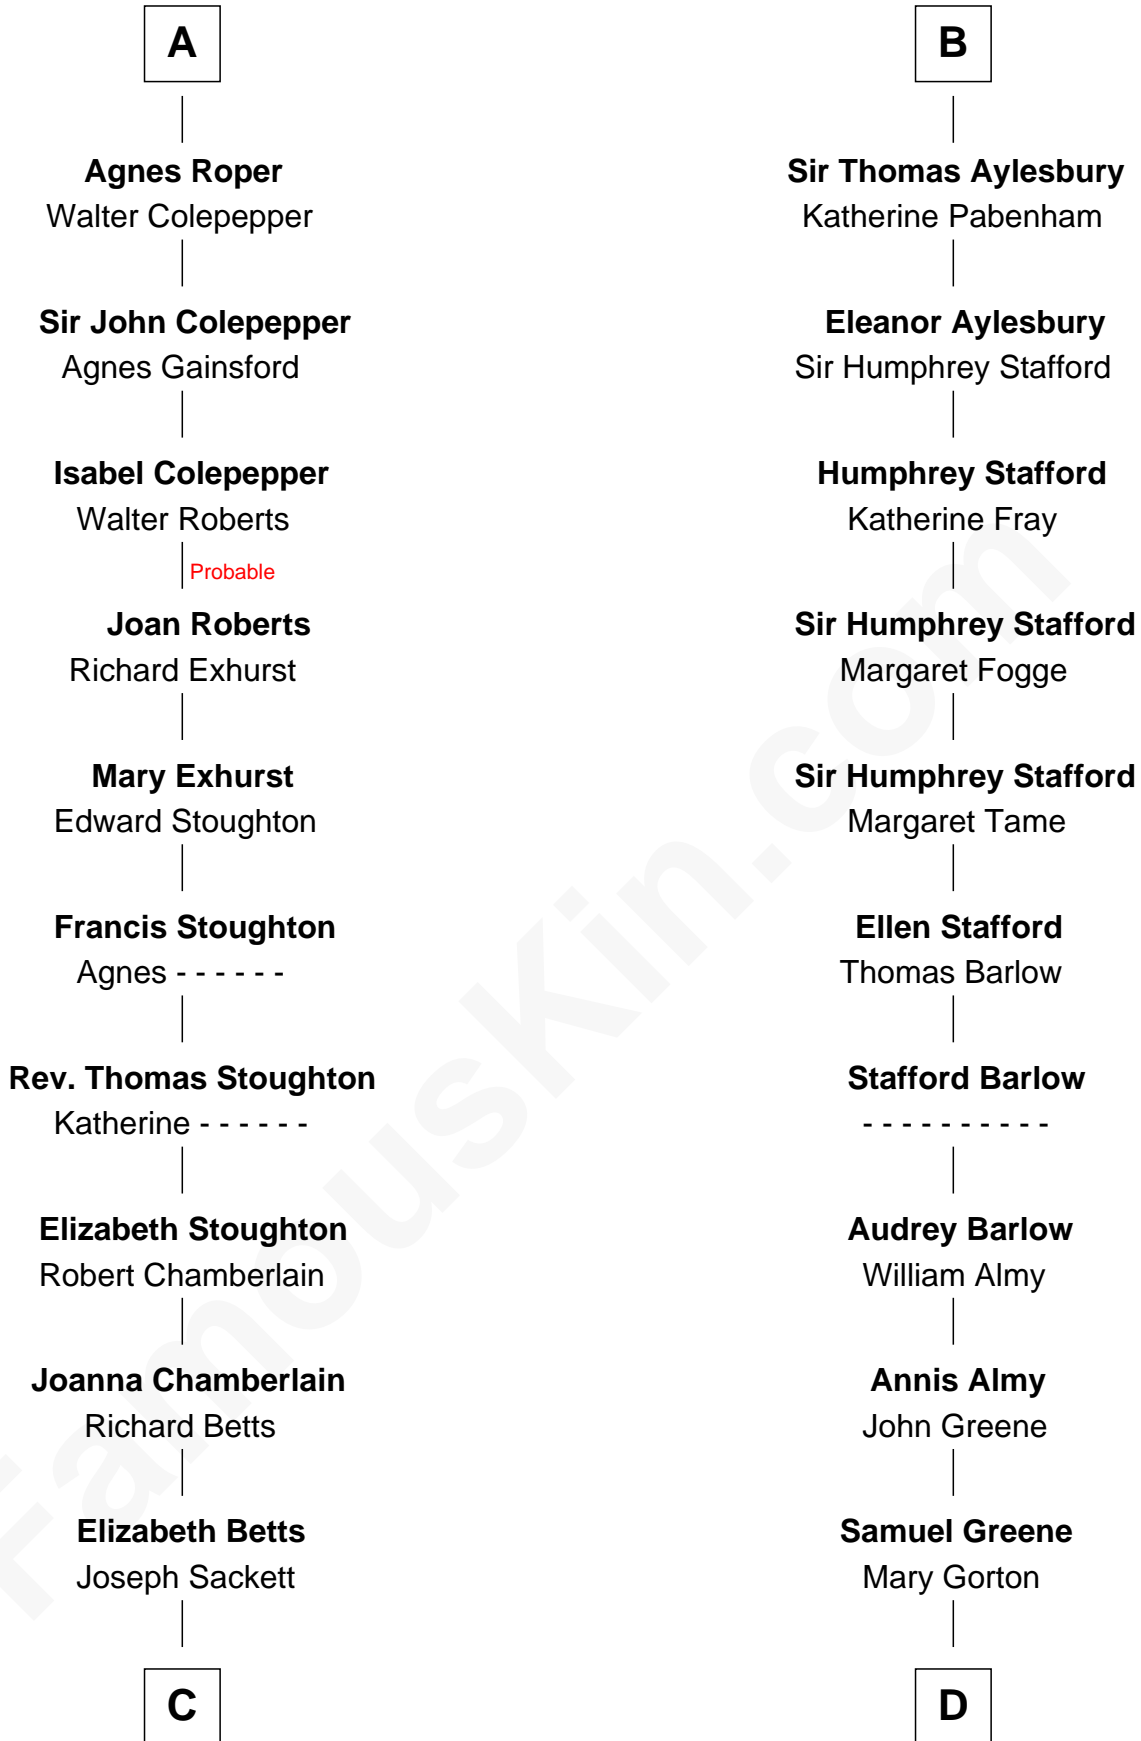 A
Agnes Roper
Walter Colepepper
Sir John Colepepper
Agnes Gainsford
Isabel Colepepper
Walter Roberts
Probable
Joan Roberts
Richard Exhurst
Mary Exhurst
Edward Stoughton
Francis Stoughton
Agnes - - - - - -
Rev. Thomas Stoughton
Katherine - - - - - -
Elizabeth Stoughton
Robert Chamberlain
Joanna Chamberlain
Richard Betts
Elizabeth Betts
Joseph Sackett
C
B
Sir Thomas Aylesbury
Katherine Pabenham
Eleanor Aylesbury
Sir Humphrey Stafford
Humphrey Stafford
Katherine Fray
Sir Humphrey Stafford
Margaret Fogge
Sir Humphrey Stafford
Margaret Tame
Ellen Stafford
Thomas Barlow
Stafford Barlow
- - - - - - - - - -
Audrey Barlow
William Almy
Annis Almy
John Greene
Samuel Greene
Mary Gorton
D
FamousKin.com